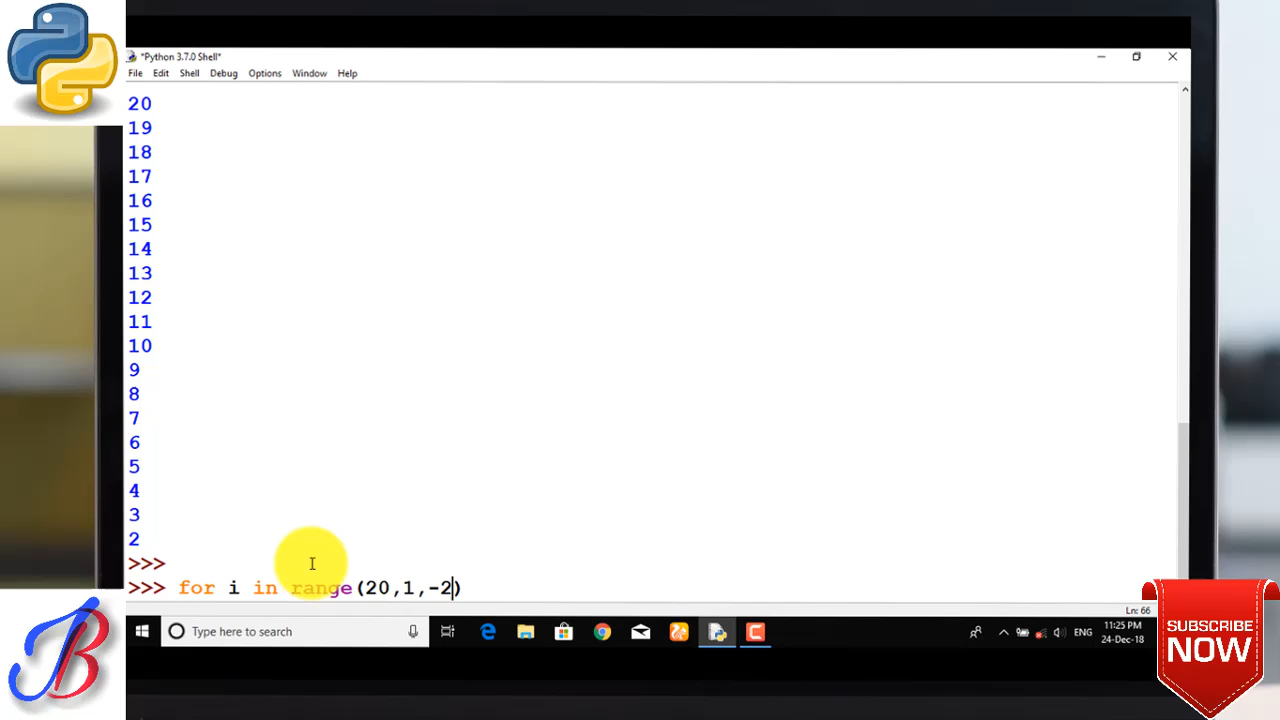 *Python 3.7.0 Shell*
File Edit Shell Debug Options Window Help
20
19
18
17
16
15
14
13
12
11
10
9
8
7
6
5
4
3
2
>>>
>>> for i in range(20,1,-2)
Ln: 66
Type here to search
ENG
11:25 PM
24-Dec-18
SUBSCRIBE
NOW